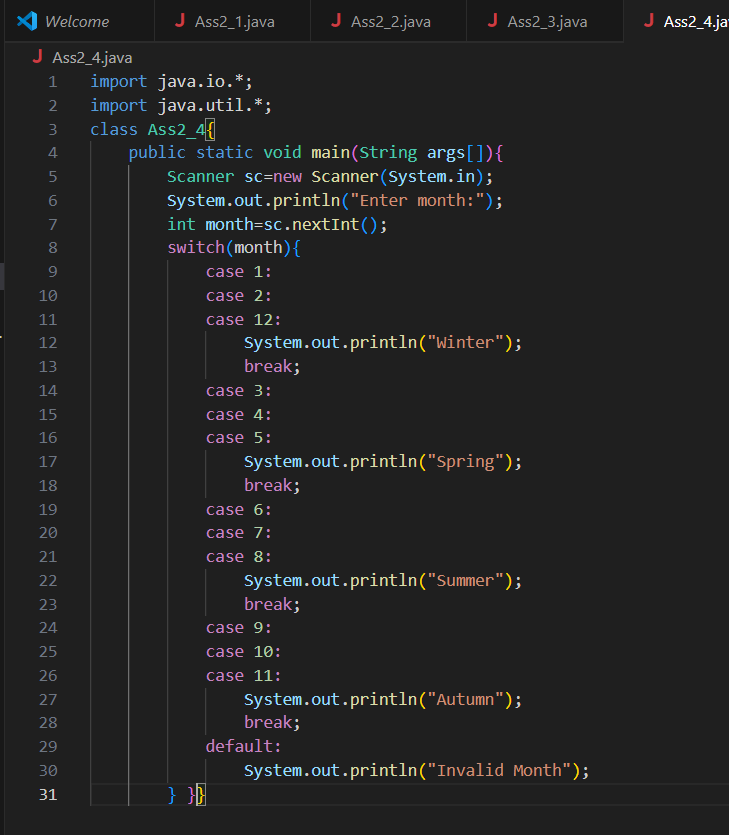 Welcome Ass2_1.java Ass2_2.java Ass2_3.java Ass2_4.ja
Ass2_4.java
1 import java.io.*;
2 import java.util.*;
3 class Ass2_4{
4     public static void main(String args[]){
5         Scanner sc=new Scanner(System.in);
6         System.out.println("Enter month:");
7         int month=sc.nextInt();
8         switch(month){
9             case 1:
10             case 2:
11             case 12:
12                 System.out.println("Winter");
13                 break;
14             case 3:
15             case 4:
16             case 5:
17                 System.out.println("Spring");
18                 break;
19             case 6:
20             case 7:
21             case 8:
22                 System.out.println("Summer");
23                 break;
24             case 9:
25             case 10:
26             case 11:
27                 System.out.println("Autumn");
28                 break;
29             default:
30                 System.out.println("Invalid Month");
31         } }}